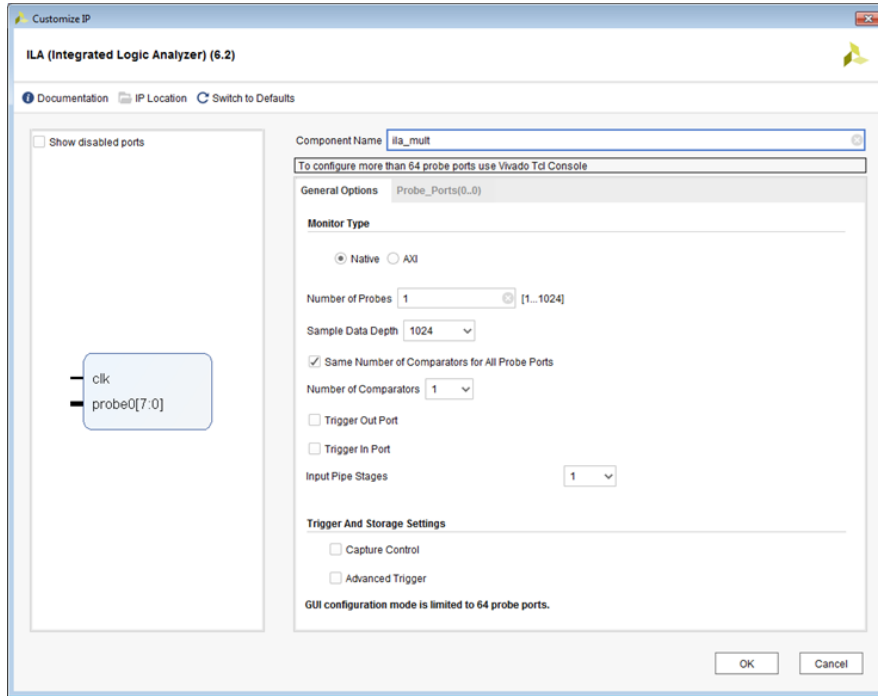 Customize IP
ILA (Integrated Logic Analyzer) (6.2)
Documentation IP Location Switch to Defaults
Show disabled ports
clk
probe0[7:0]
Component Name ila_mult
To configure more than 64 probe ports use Vivado Tcl Console
General Options Probe_Ports(0..0)
Monitor Type
Native AXI
Number of Probes 1 [1...1024]
Sample Data Depth 1024
Same Number of Comparators for All Probe Ports
Number of Comparators 1
Trigger Out Port
Trigger In Port
Input Pipe Stages 1
Trigger And Storage Settings
Capture Control
Advanced Trigger
GUI configuration mode is limited to 64 probe ports.
OK Cancel